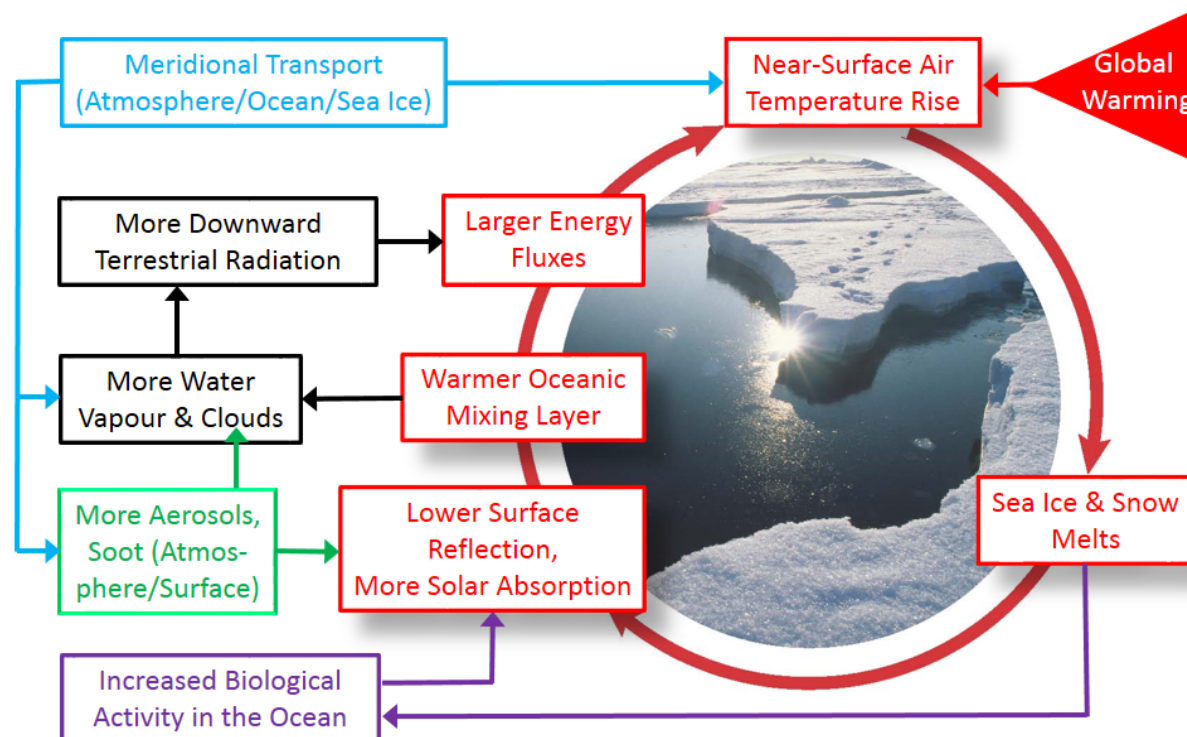 Meridional Transport
(Atmosphere/Ocean/Sea Ice)
Near-Surface Air
Temperature Rise
Global
Warming
More Downward
Terrestrial Radiation
Larger Energy
Fluxes
More Water
Vapour & Clouds
Warmer Oceanic
Mixing Layer
More Aerosols,
Soot (Atmos-
phere/Surface)
Lower Surface
Reflection,
More Solar Absorption
Sea Ice & Snow
Melts
Increased Biological
Activity in the Ocean